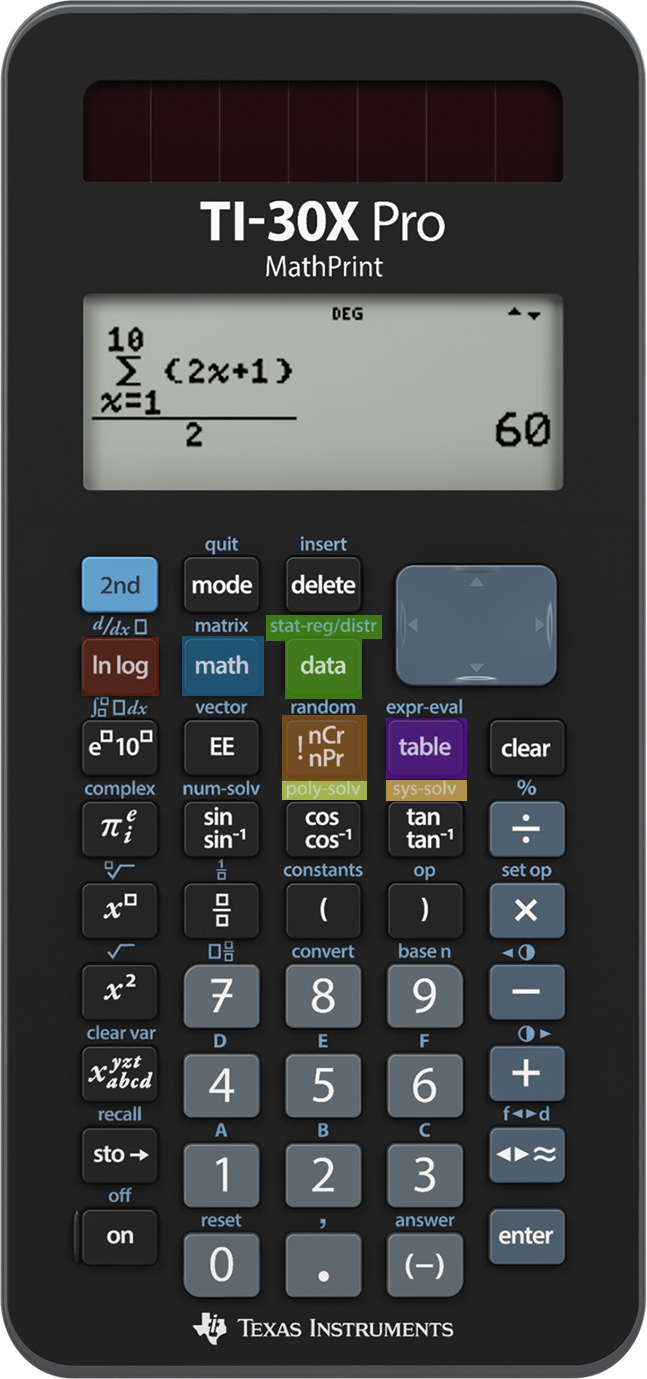 TI-30X Pro
MathPrint
DEG
10
∑ (2x+1)
x=1
2
60
quit insert
2nd mode delete
d/dx □ matrix stat-reg/distr
ln log math data
∫□□ □dx vector random expr-eval
e□ 10□ EE ! nCr nPr table clear
complex num-solv poly-solv sys-solv %
π e i sin sin⁻¹ cos cos⁻¹ tan tan⁻¹ ÷
□√ 1/□ constants op set op
x□ □/□ ( ) ×
√ □□/□ convert base n ◄◑
x² 7 8 9 −
clear var D E F ◑►
x yzt abcd 4 5 6 +
recall A B C f◄►d
sto→ 1 2 3 ◄►≈
off reset , answer
on 0 . (−) enter
TEXAS INSTRUMENTS